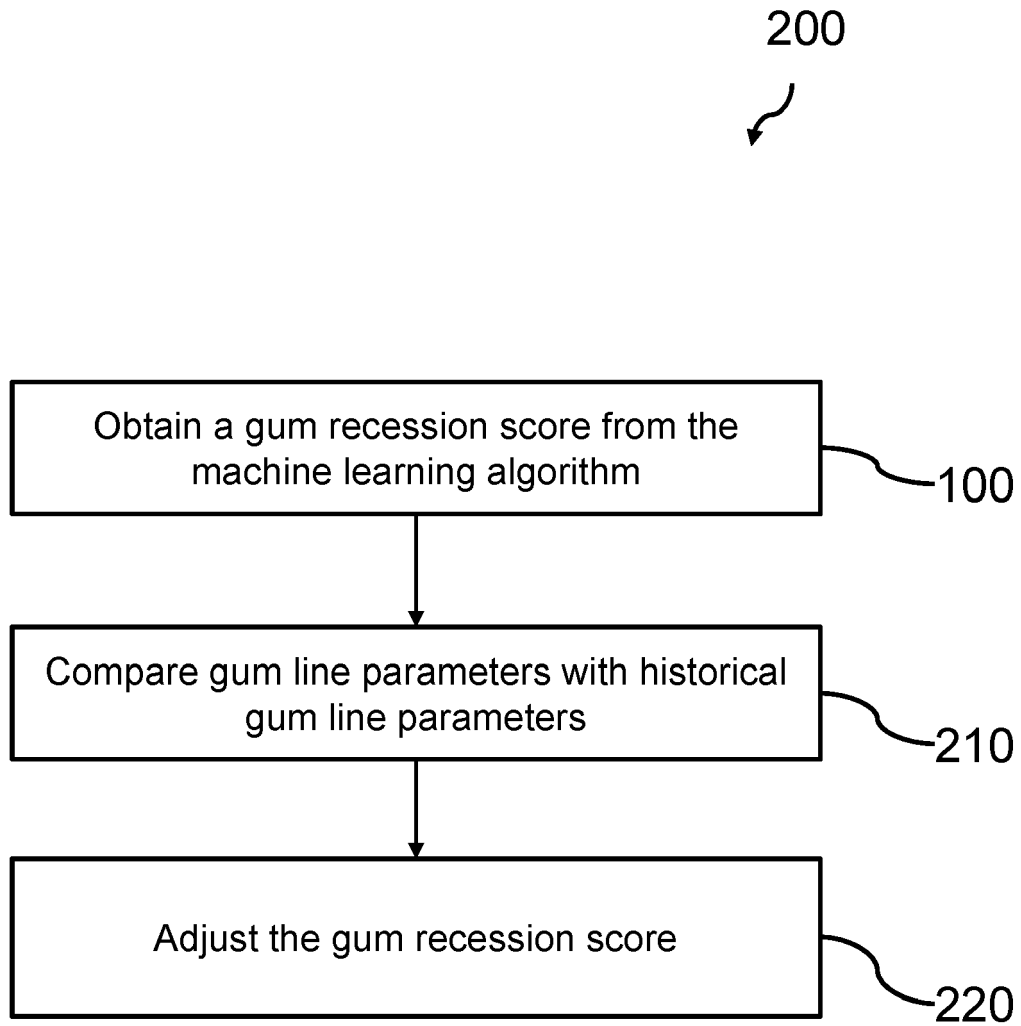 200
Obtain a gum recession score from the
machine learning algorithm
100
Compare gum line parameters with historical
gum line parameters
210
Adjust the gum recession score
220